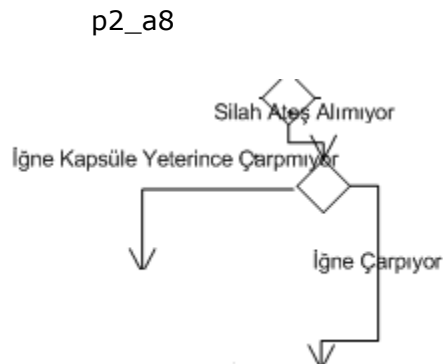 p2_a8
Silah Ateş Alımıyor
İğne Kapsüle Yeterince Çarpmıyor
İğne Çarpıyor